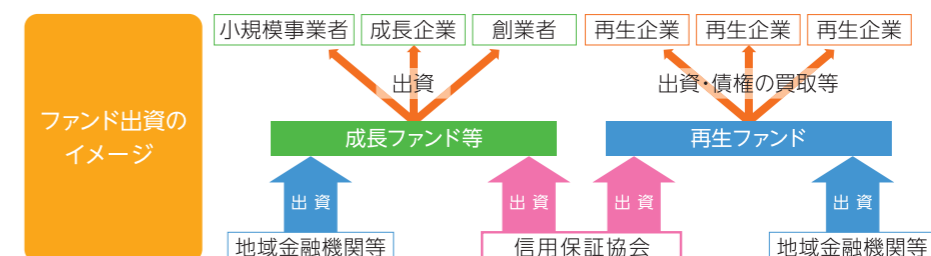 小規模事業者 成長企業 創業者 再生企業 再生企業 再生企業
出資 出資・債権の買取等
ファンド出資の
イメージ
成長ファンド等 再生ファンド
出資 出資 出資 出資
地域金融機関等 信用保証協会 地域金融機関等